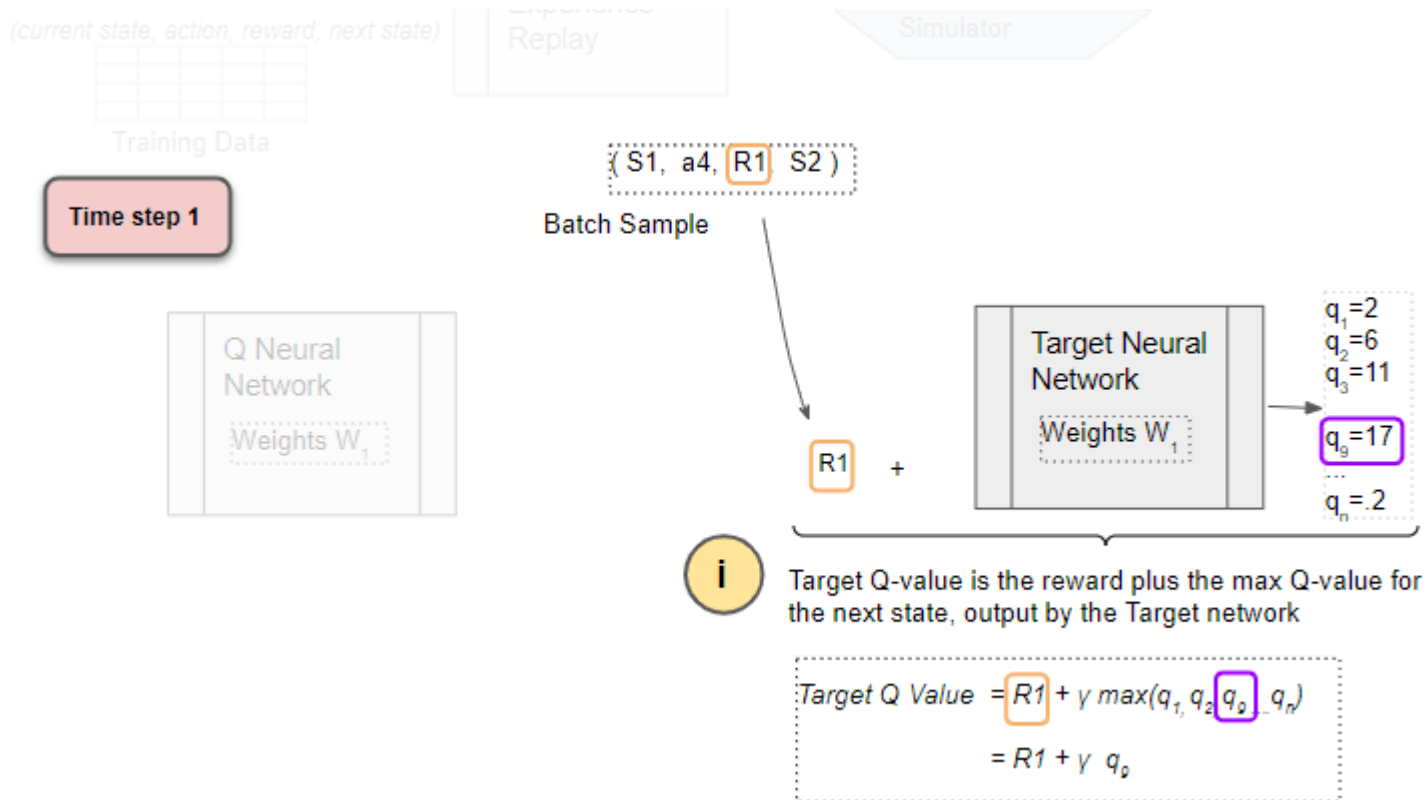 (current state, action, reward, next state)
Experience
Replay
Simulator
Training Data
( S1, a4, R1, S2 )
Time step 1
Batch Sample
Q Neural
Network
Weights W₁
Target Neural
Network
Weights W₁
q₁=2
q₂=6
q₃=11
q₉=17
...
qₙ=.2
R1 +
i
Target Q-value is the reward plus the max Q-value for
the next state, output by the Target network
Target Q Value = R1 + γ max(q₁, q₂ q₉ ... qₙ)
= R1 + γ q₉